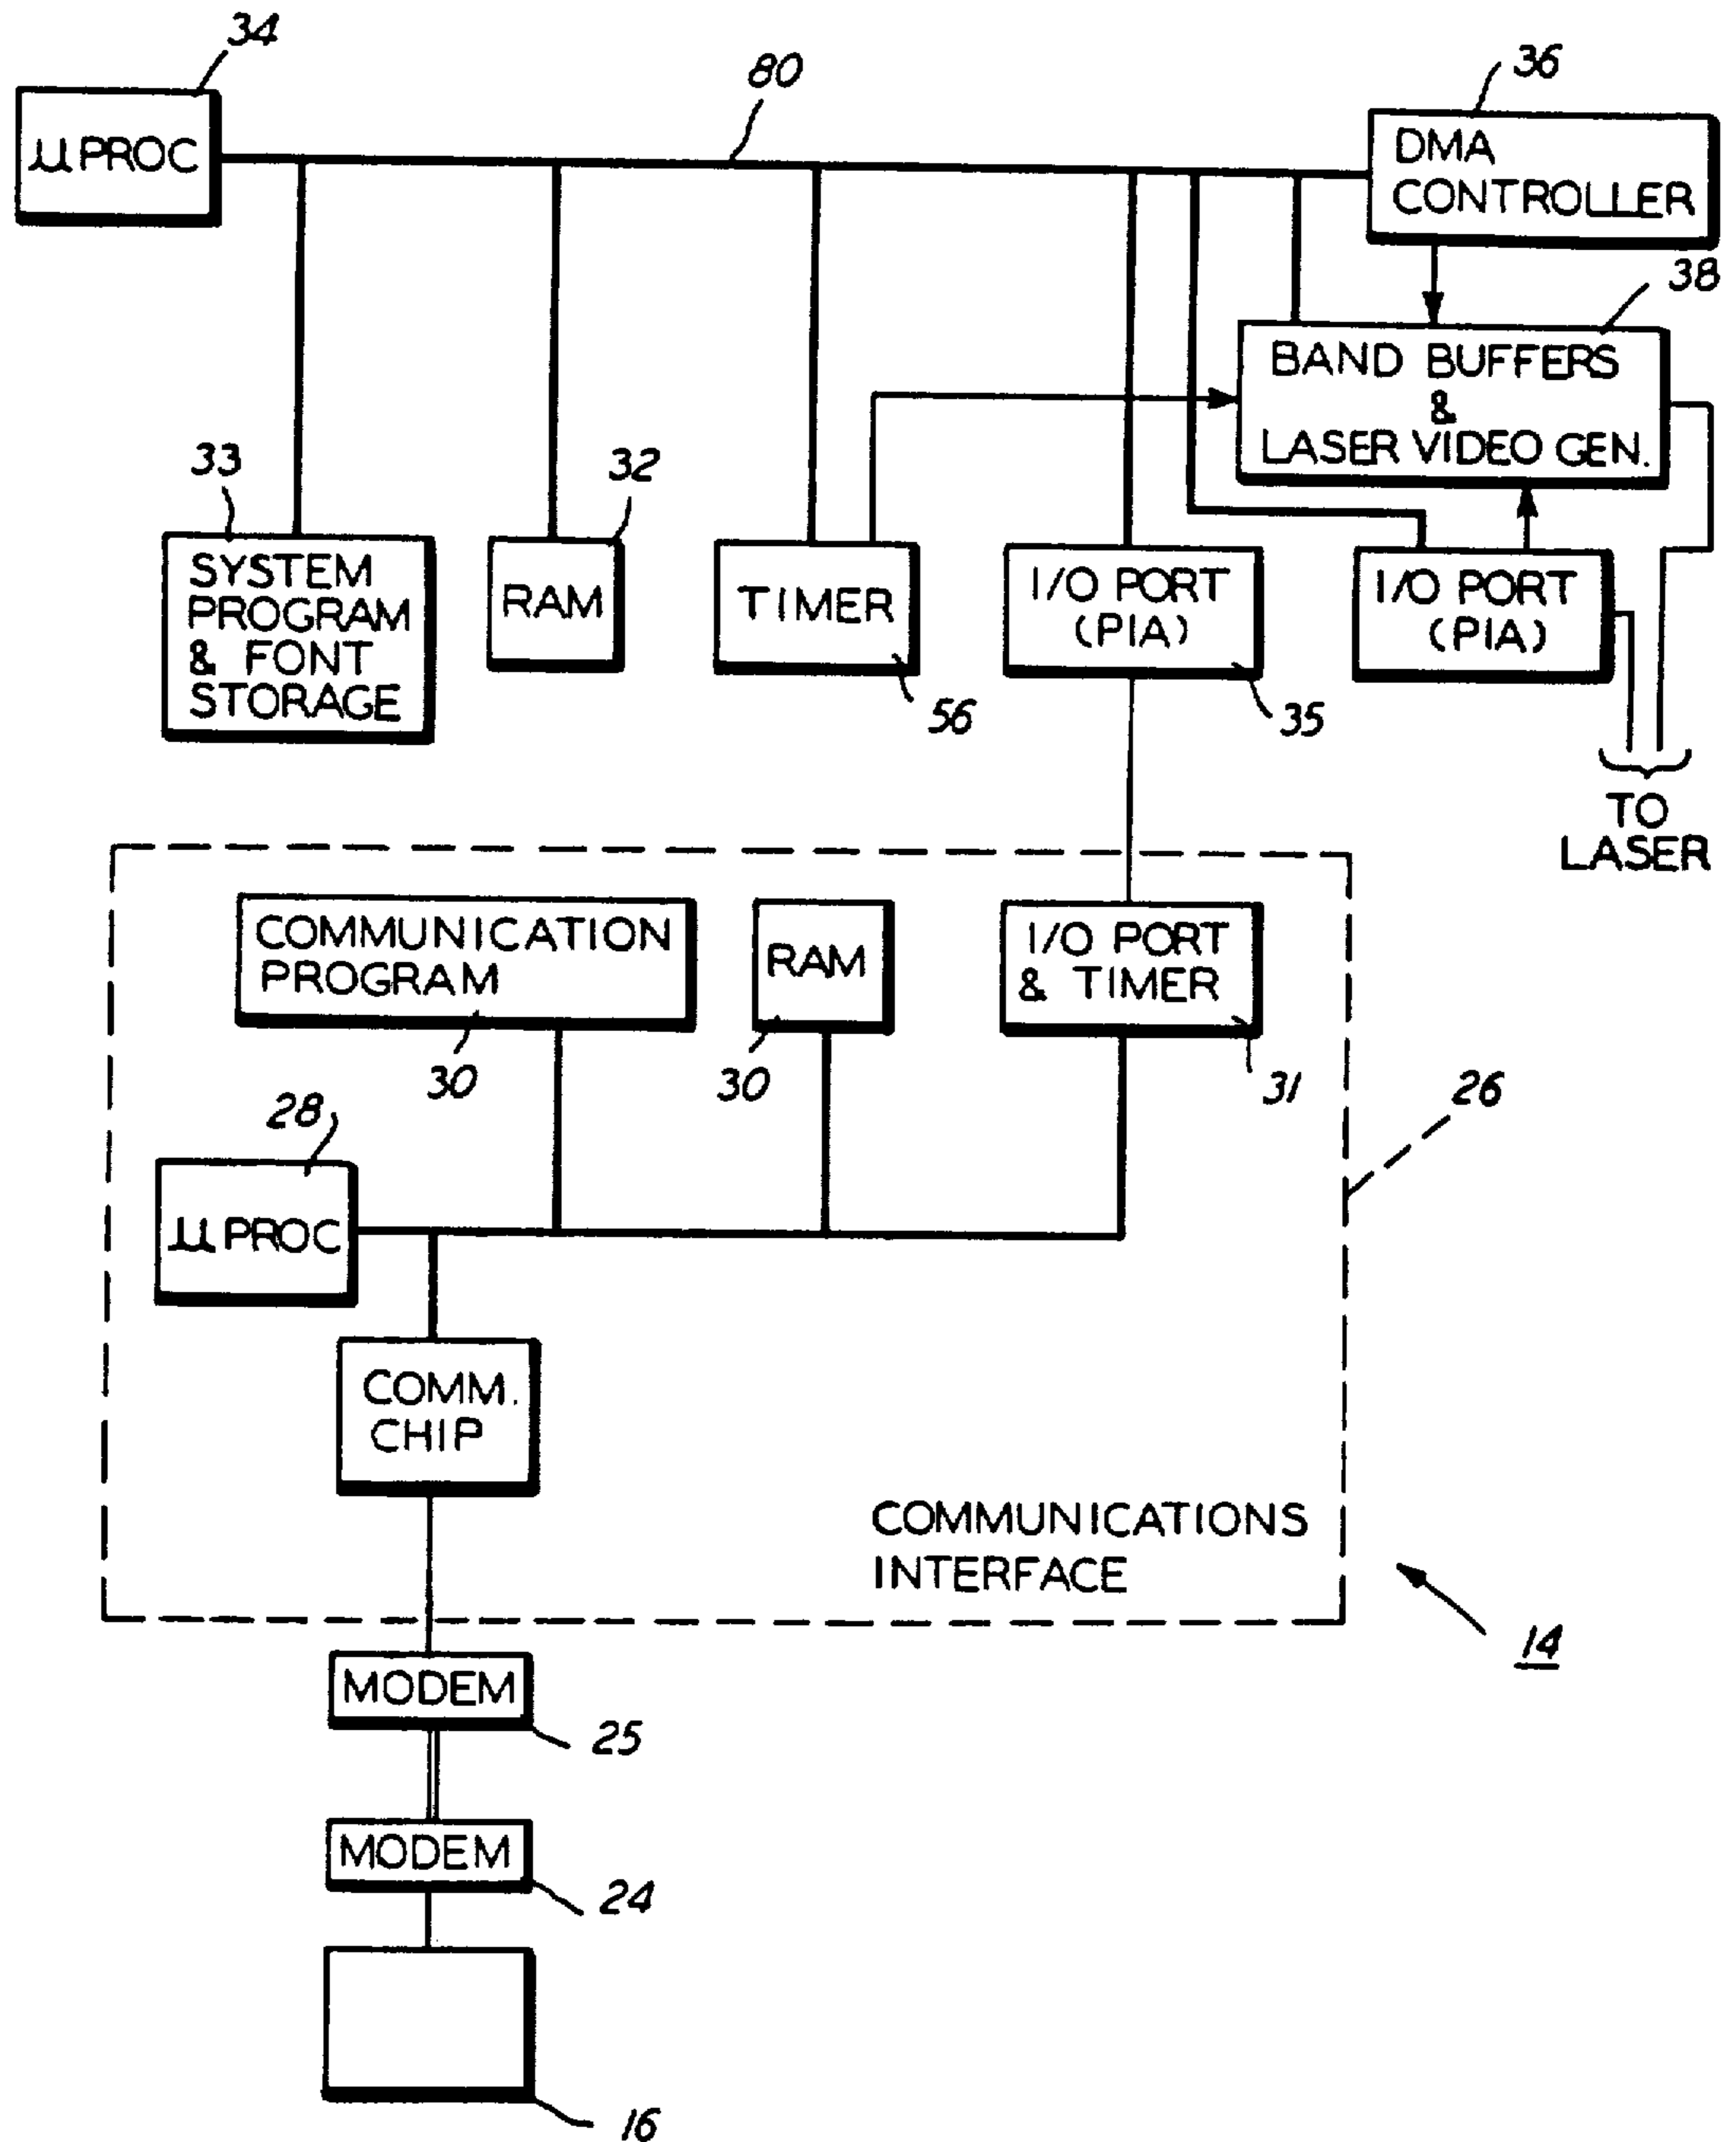 34
80
36
μPROC
DMA
CONTROLLER
38
BAND BUFFERS
&
LASER VIDEO GEN.
33
32
SYSTEM
PROGRAM
& FONT
STORAGE
RAM
TIMER
I/O PORT
(PIA)
I/O PORT
(PIA)
56
35
TO
LASER
COMMUNICATION
PROGRAM
RAM
I/O PORT
& TIMER
30
30
31
26
28
μPROC
COMM.
CHIP
COMMUNICATIONS
INTERFACE
14
MODEM
25
MODEM
24
16